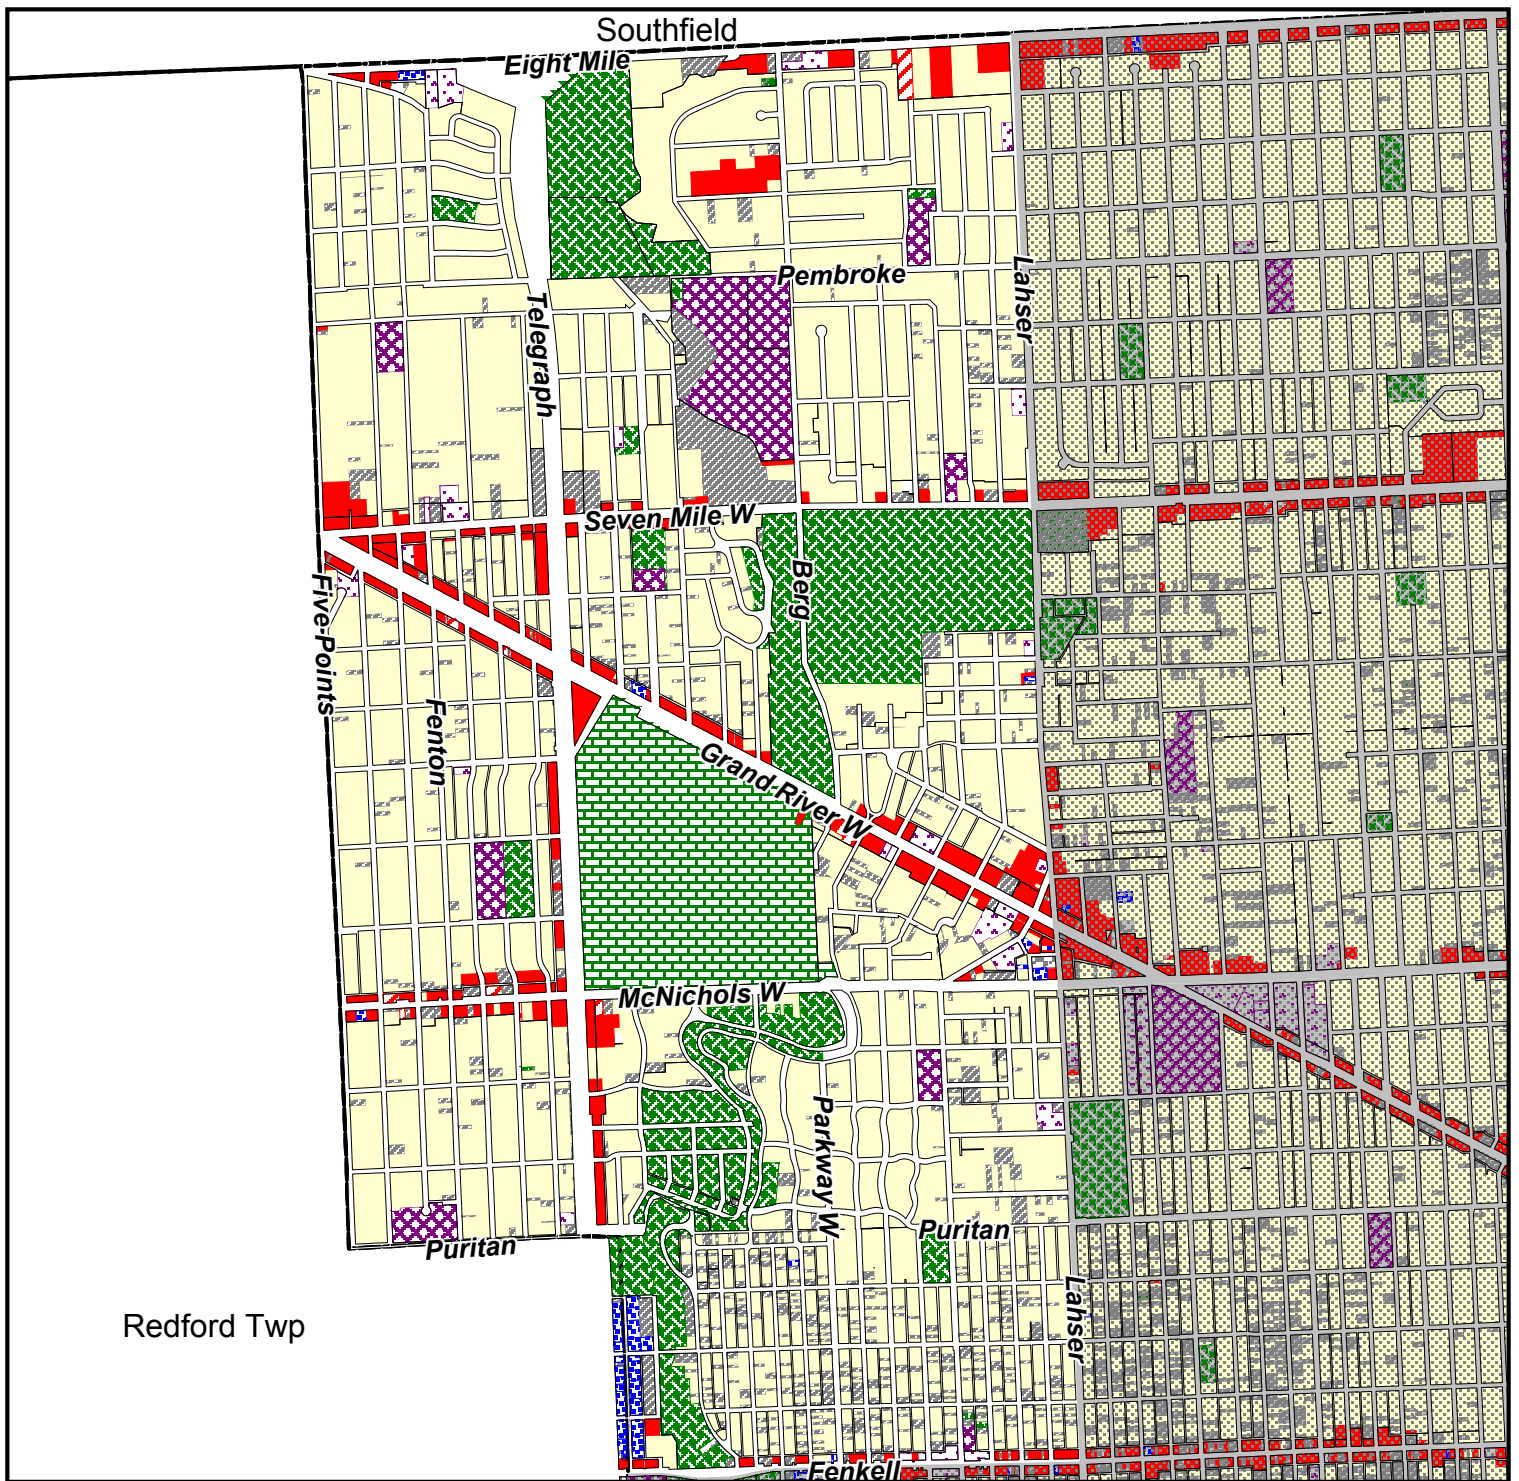 Southfield
Eight Mile
Pembroke
Lahser
Telegraph
Seven Mile W
Berg
Five Points
Fenton
Grand River W
McNichols W
Parkway W
Puritan
Puritan
Lahser
Redford Twp
Fenkell